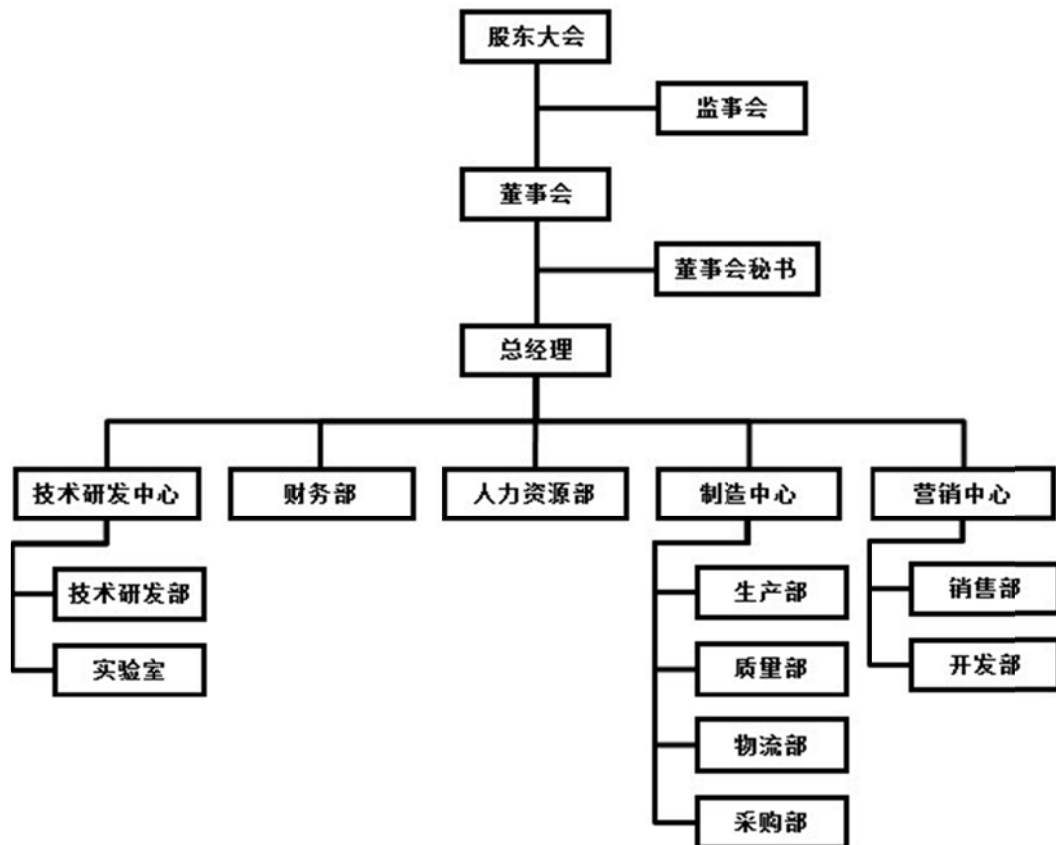 股东大会
监事会
董事会
董事会秘书
总经理
技术研发中心
财务部
人力资源部
制造中心
营销中心
技术研发部
实验室
生产部
质量部
物流部
采购部
销售部
开发部